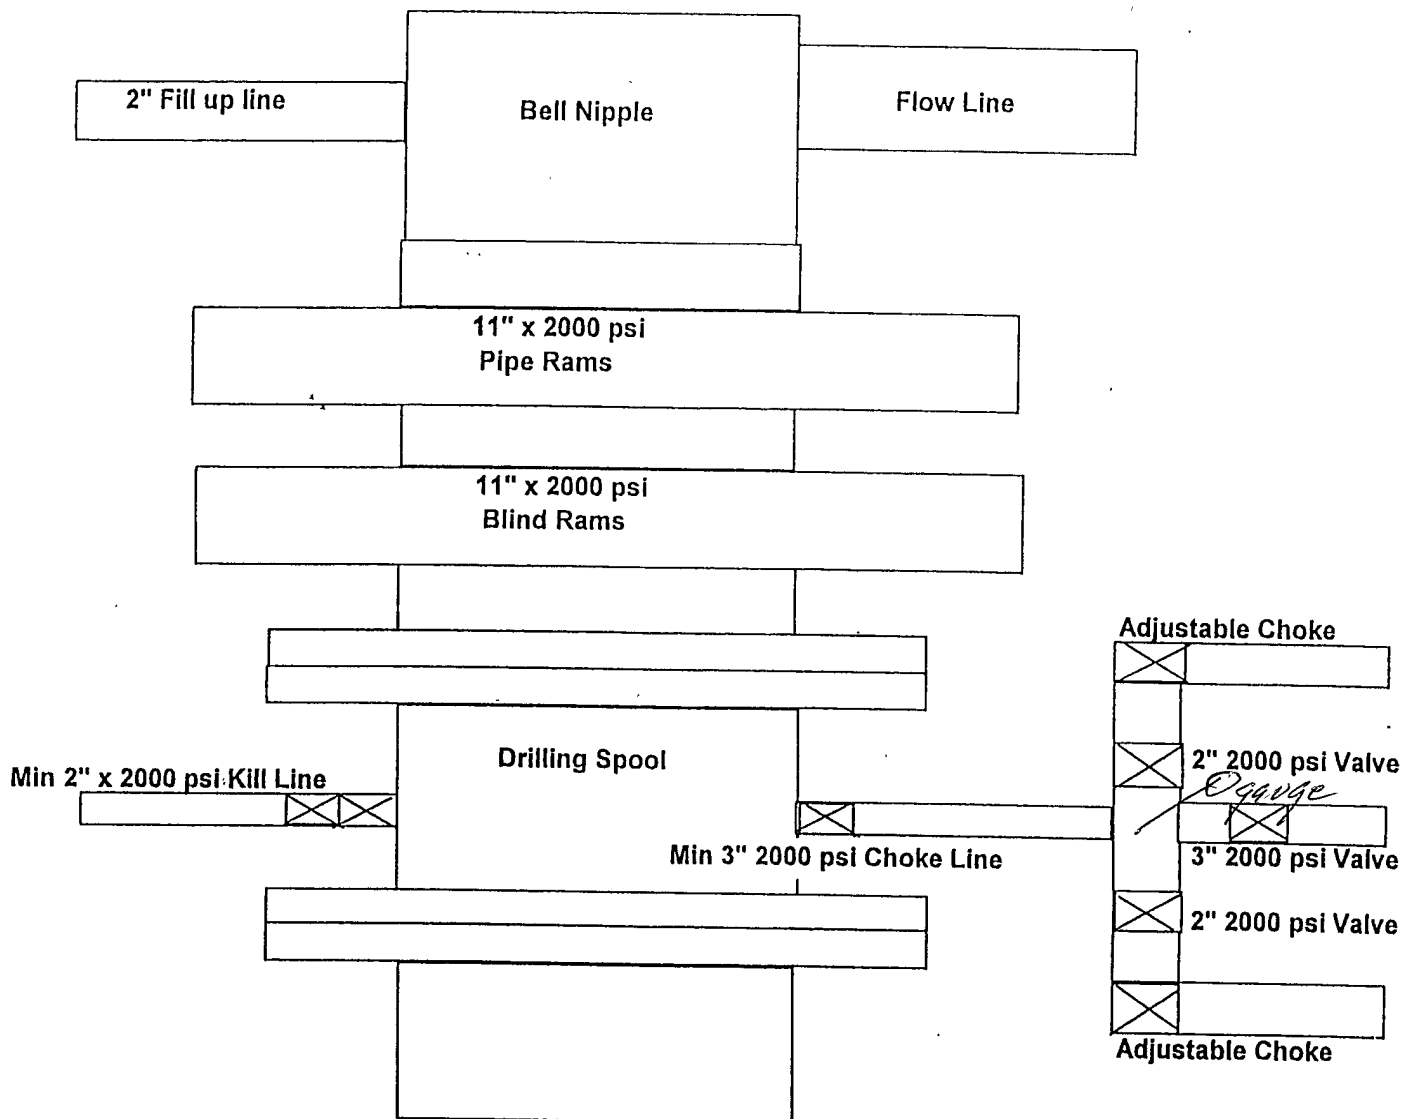 2" Fill up line
Bell Nipple
Flow Line
11" x 2000 psi
Pipe Rams
11" x 2000 psi
Blind Rams
Adjustable Choke
Drilling Spool
2" 2000 psi Valve
Min 2" x 2000 psi Kill Line
gauge
Min 3" 2000 psi Choke Line
3" 2000 psi Valve
2" 2000 psi Valve
Adjustable Choke